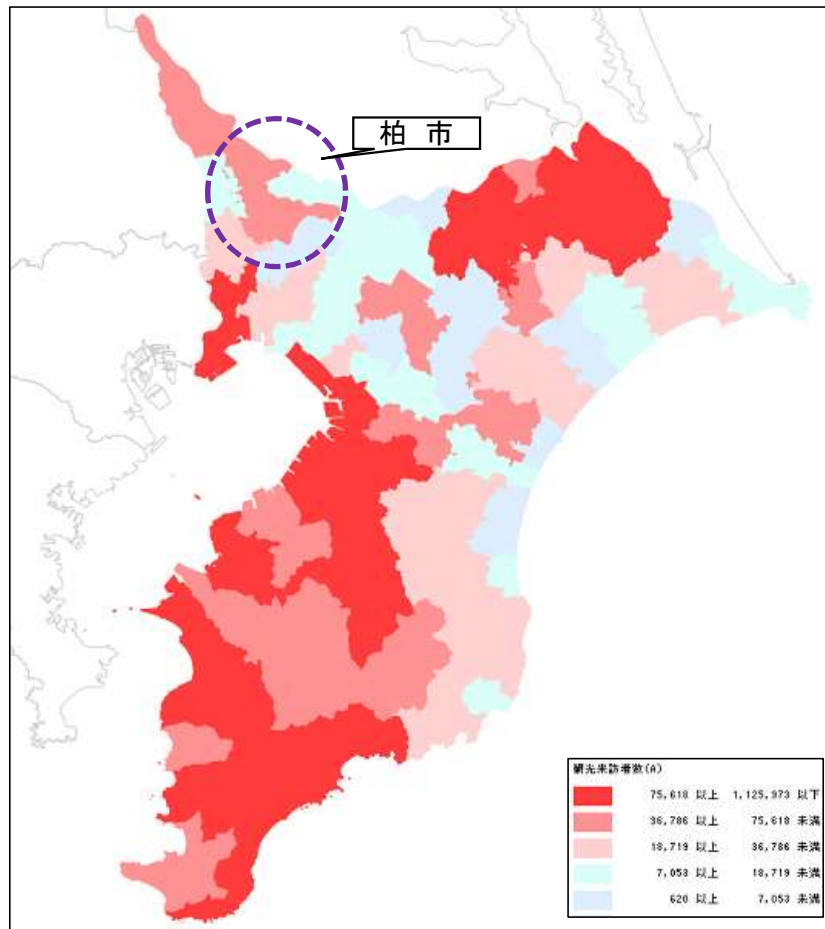 柏 市
観光来訪者数(A)
75,618 以上 1,125,973 以下
36,786 以上 75,618 未満
18,719 以上 36,786 未満
7,053 以上 18,719 未満
620 以上 7,053 未満